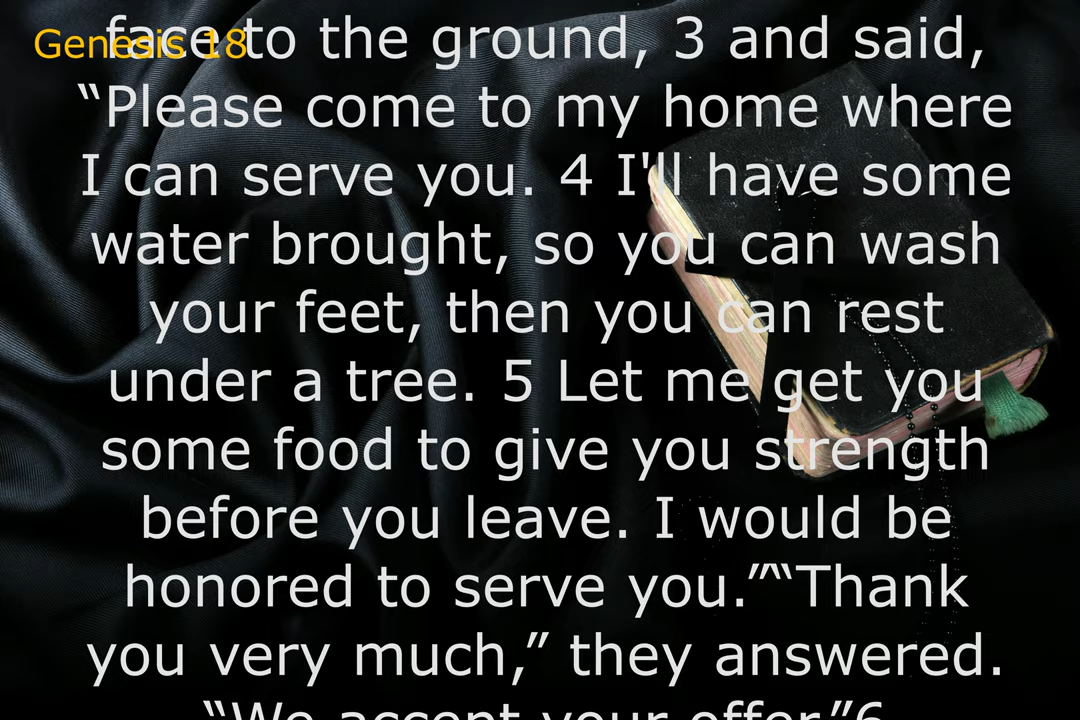 Genesis 18
face to the ground, 3 and said,
“Please come to my home where
I can serve you. 4 I'll have some
water brought, so you can wash
your feet, then you can rest
under a tree. 5 Let me get you
some food to give you strength
before you leave. I would be
honored to serve you.”“Thank
you very much,” they answered.
“We accept your offer.”6